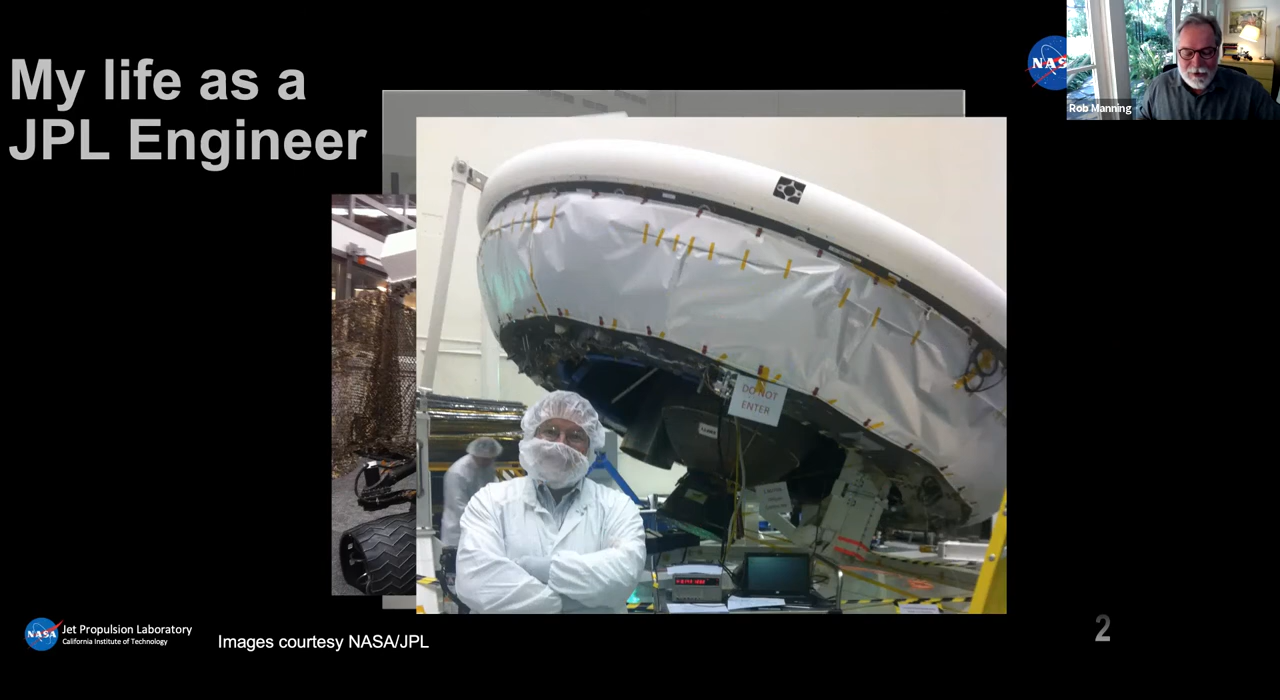 My life as a
JPL Engineer
NAS
Rob Manning
DO NOT
ENTER
NASA
Jet Propulsion Laboratory
California Institute of Technology
Images courtesy NASA/JPL
2